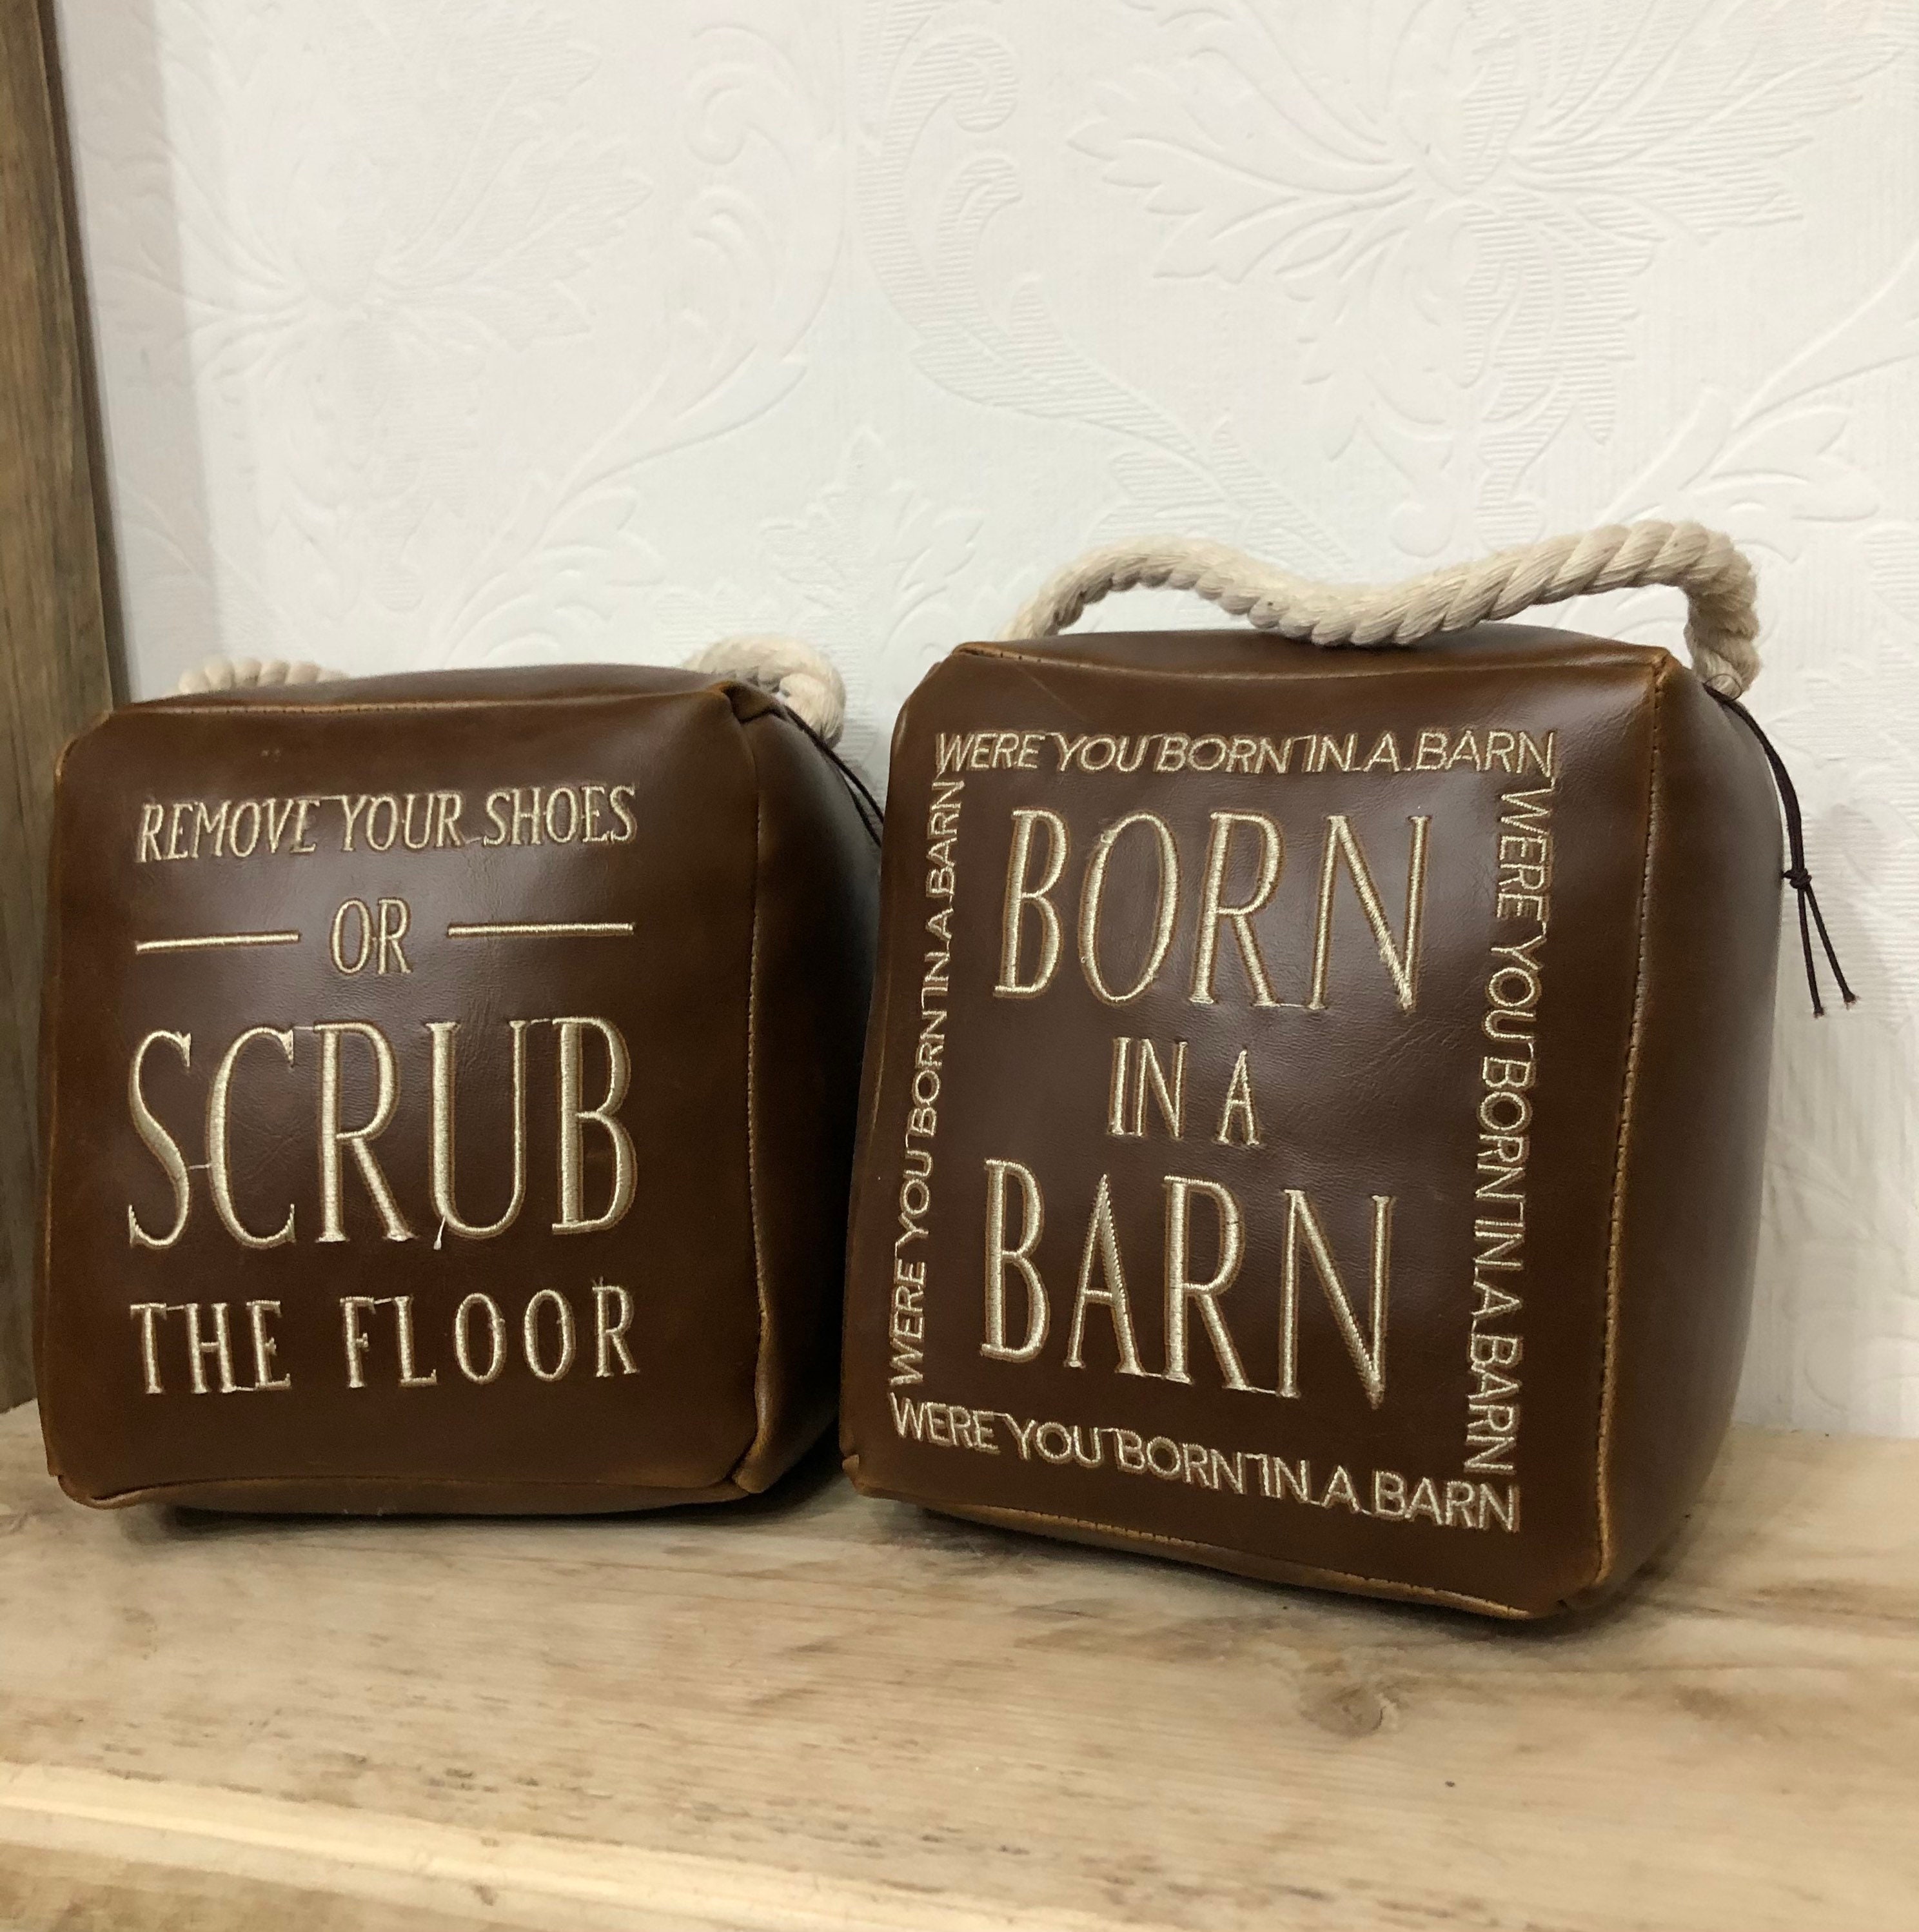 REMOVE YOUR SHOES
OR
SCRUB
THE FLOOR
WERE YOU BORN IN A BARN
WERE YOU BORN IN A BARN
BORN
IN A
BARN
WERE YOU BORN IN A BARN
WERE YOU BORN IN A BARN